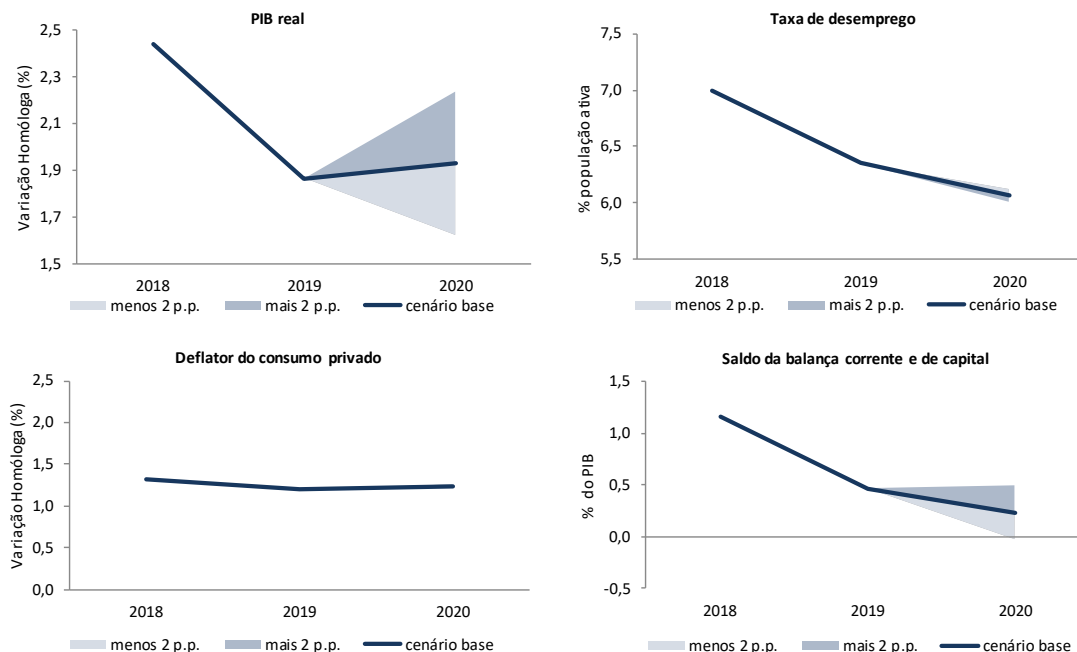 PIB real
Variação Homóloga (%)
2,5
2,3
2,1
1,9
1,7
1,5
2018 2019 2020
menos 2 p.p. mais 2 p.p. cenário base
Taxa de desemprego
% população ativa
7,5
7,0
6,5
6,0
5,5
2018 2019 2020
menos 2 p.p. mais 2 p.p. cenário base
Deflator do consumo privado
Variação Homóloga (%)
2,5
2,0
1,5
1,0
0,5
0,0
2018 2019 2020
menos 2 p.p. mais 2 p.p. cenário base
Saldo da balança corrente e de capital
% do PIB
1,5
1,0
0,5
0,0
-0,5
2018 2019 2020
menos 2 p.p. mais 2 p.p. cenário base